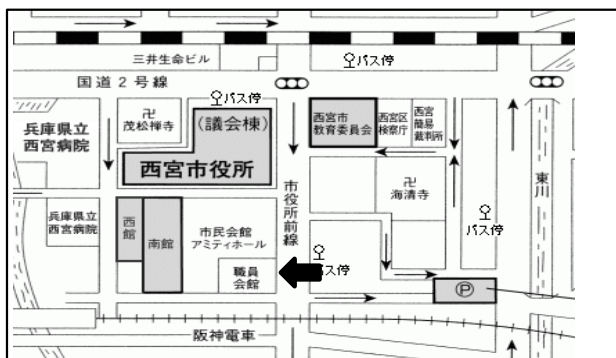 三井生命ビル
バス停
国道2号線
バス停
卍
茂松禅寺
(議会棟)
西宮市
教育委員会
西宮区
検察庁
西宮
簡易
裁判所
兵庫県立
西宮病院
西宮市役所
市役所前線
卍
海清寺
東川
兵庫県立
西宮病院
西館
南館
市民会館
アミティホール
バス停
職員
会館
バス停
P
阪神電車